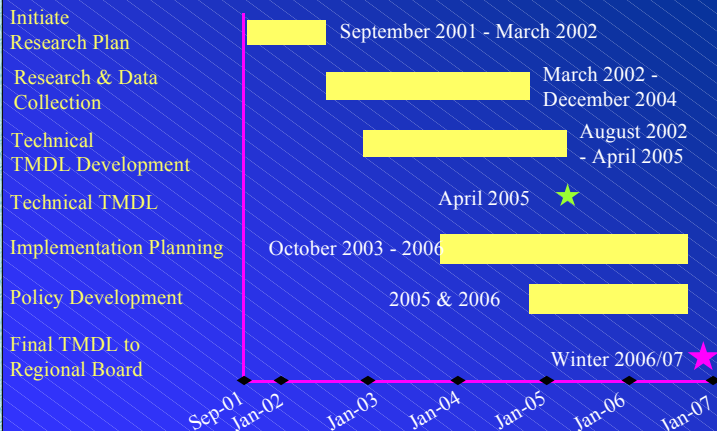 Initiate
Research Plan
September 2001 - March 2002
Research & Data
Collection
March 2002 -
December 2004
Technical
TMDL Development
August 2002
- April 2005
Technical TMDL
April 2005
Implementation Planning
October 2003 - 2006
Policy Development
2005 & 2006
Final TMDL to
Regional Board
Winter 2006/07
Sep-01
Jan-02
Jan-03
Jan-04
Jan-05
Jan-06
Jan-07